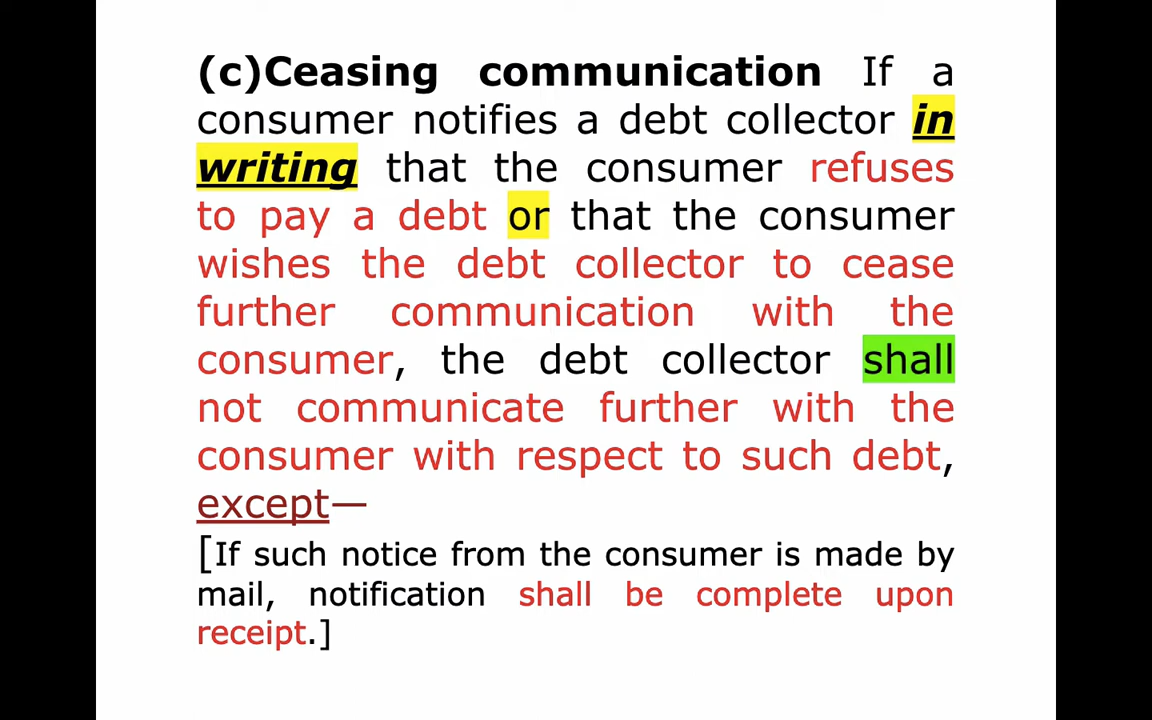 (c)Ceasing communication If a
consumer notifies a debt collector in
writing that the consumer refuses
to pay a debt or that the consumer
wishes the debt collector to cease
further communication with the
consumer, the debt collector shall
not communicate further with the
consumer with respect to such debt,
except—
[If such notice from the consumer is made by
mail, notification shall be complete upon
receipt.]